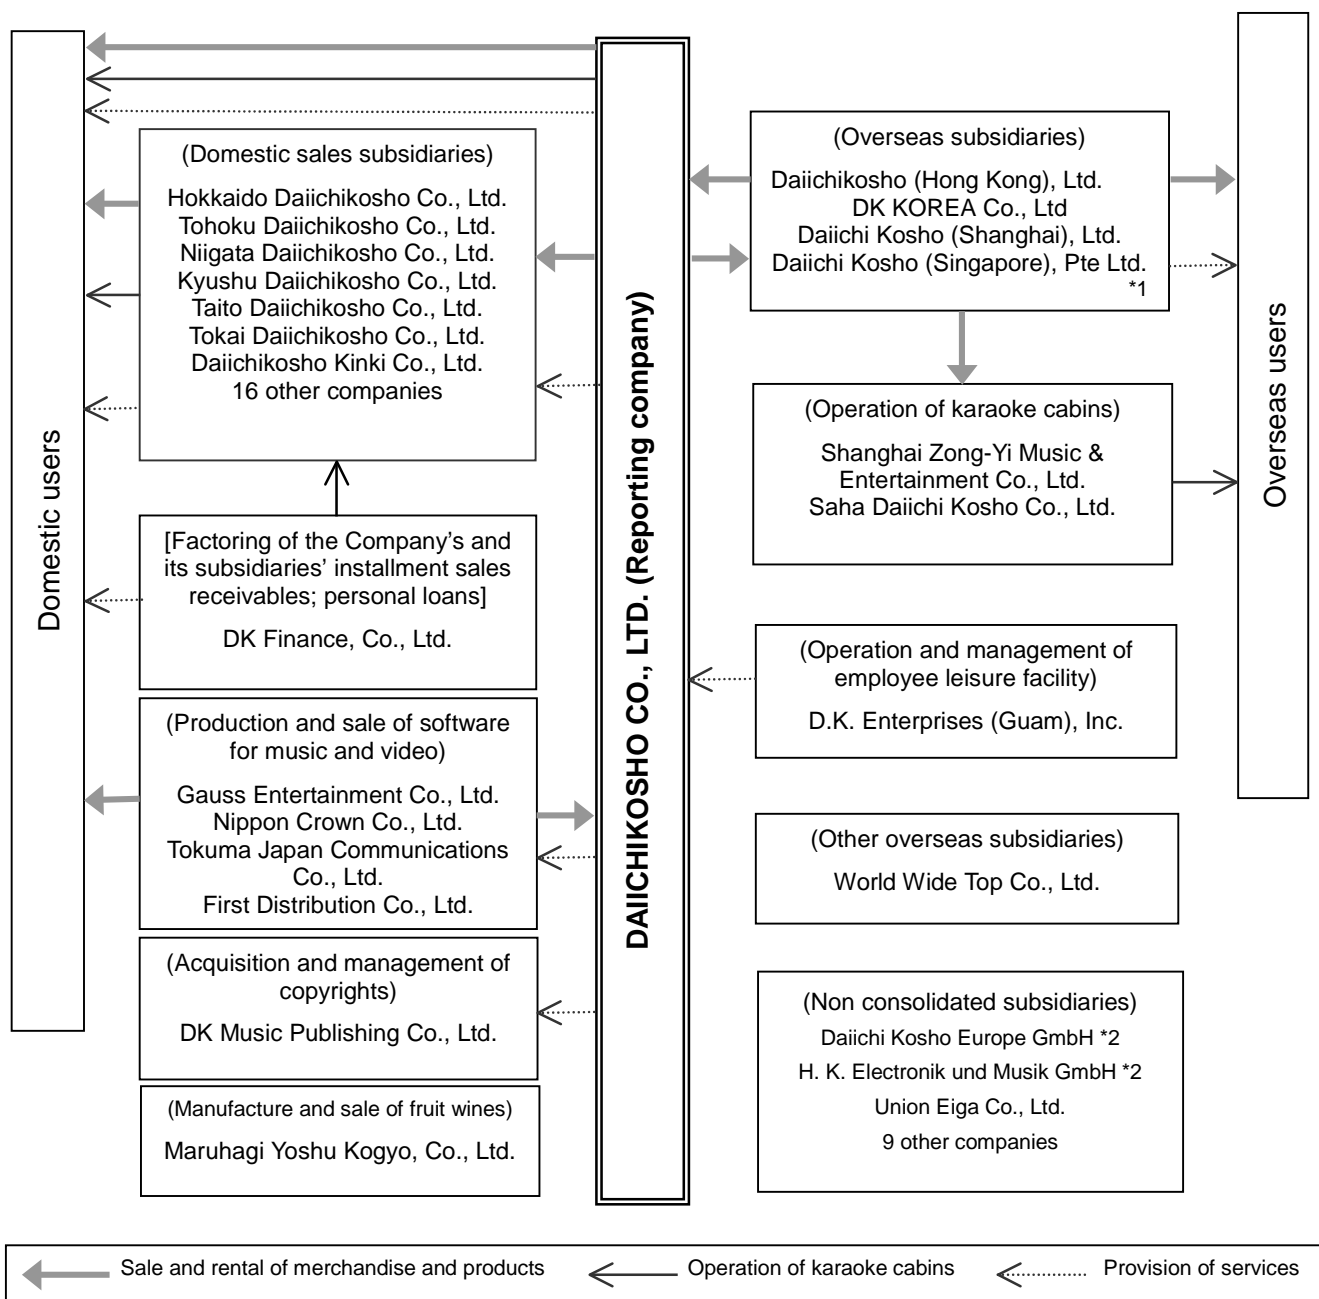 Domestic users
(Domestic sales subsidiaries)
Hokkaido Daiichikosho Co., Ltd.
Tohoku Daiichikosho Co., Ltd.
Niigata Daiichikosho Co., Ltd.
Kyushu Daiichikosho Co., Ltd.
Taito Daiichikosho Co., Ltd.
Tokai Daiichikosho Co., Ltd.
Daiichikosho Kinki Co., Ltd.
16 other companies
[Factoring of the Company’s and
its subsidiaries’ installment sales
receivables; personal loans]
DK Finance, Co., Ltd.
(Production and sale of software
for music and video)
Gauss Entertainment Co., Ltd.
Nippon Crown Co., Ltd.
Tokuma Japan Communications
Co., Ltd.
First Distribution Co., Ltd.
(Acquisition and management of
copyrights)
DK Music Publishing Co., Ltd.
(Manufacture and sale of fruit wines)
Maruhagi Yoshu Kogyo, Co., Ltd.
DAIICHIKOSHO CO., LTD. (Reporting company)
(Overseas subsidiaries)
Daiichikosho (Hong Kong), Ltd.
DK KOREA Co., Ltd
Daiichi Kosho (Shanghai), Ltd.
Daiichi Kosho (Singapore), Pte Ltd.
*1
(Operation of karaoke cabins)
Shanghai Zong-Yi Music &
Entertainment Co., Ltd.
Saha Daiichi Kosho Co., Ltd.
(Operation and management of
employee leisure facility)
D.K. Enterprises (Guam), Inc.
(Other overseas subsidiaries)
World Wide Top Co., Ltd.
(Non consolidated subsidiaries)
Daiichi Kosho Europe GmbH *2
H. K. Electronik und Musik GmbH *2
Union Eiga Co., Ltd.
9 other companies
Overseas users
Sale and rental of merchandise and products
Operation of karaoke cabins
Provision of services